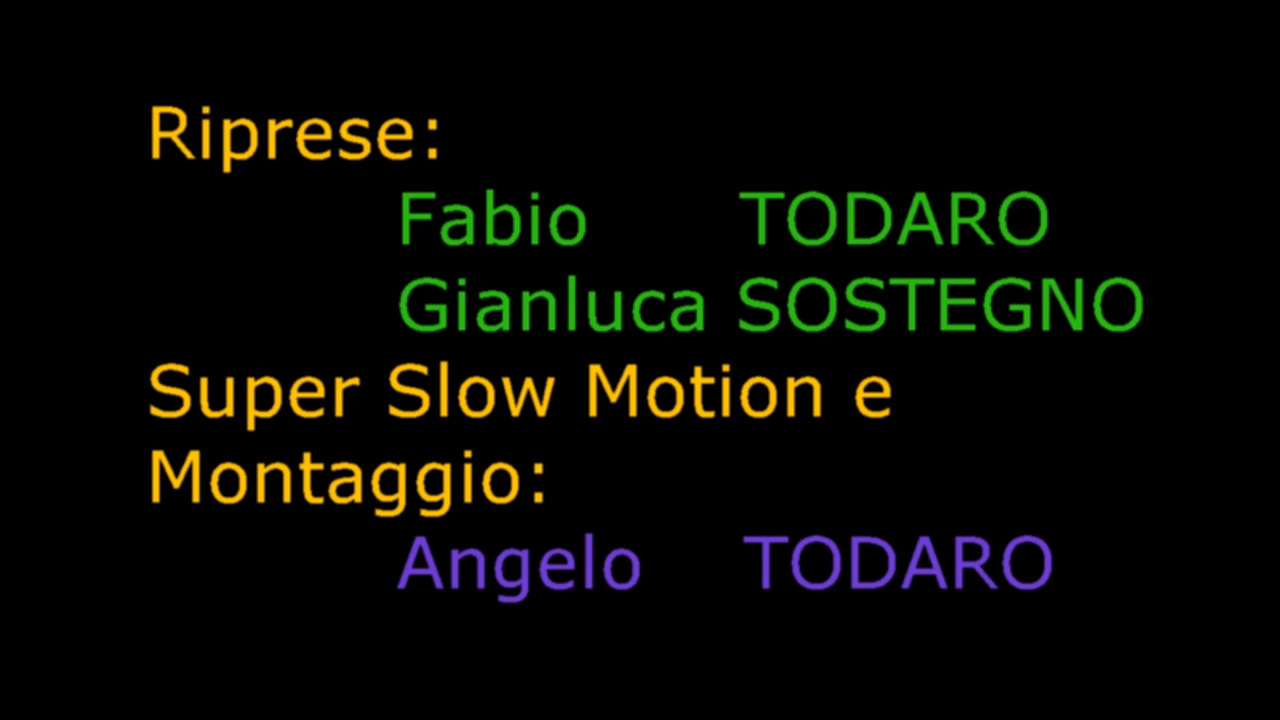 Riprese:
Fabio TODARO
Gianluca SOSTEGNO
Super Slow Motion e
Montaggio:
Angelo TODARO